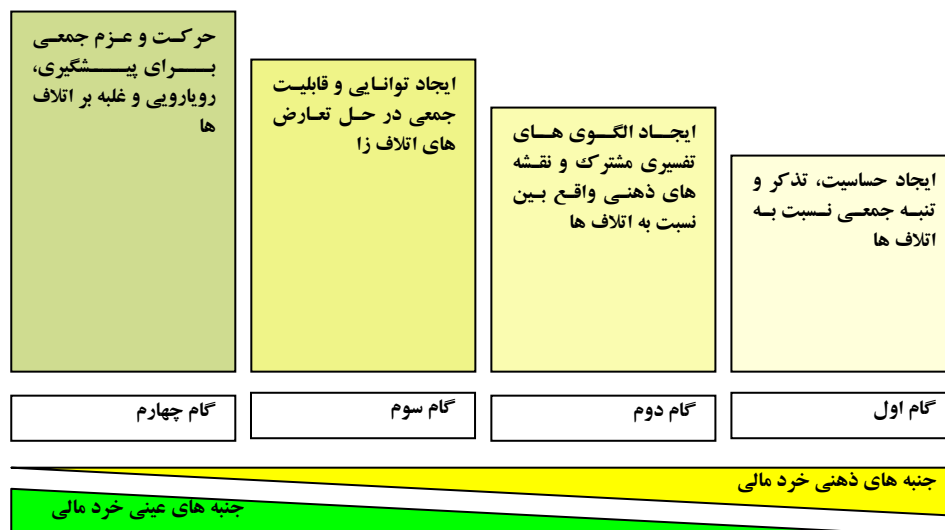 ایجاد حساسیت، تذکر و
تنبه جمعی نسبت به
اتلاف ها
ایجاد الگوی های
تفسیری مشترک و نقشه
های ذهنی واقع بین
نسبت به اتلاف ها
ایجاد توانایی و قابلیت
جمعی در حل تعارض
های اتلاف زا
حرکت و عزم جمعی
برای پیشگیری،
رویارویی و غلبه بر اتلاف
ها
گام اول
گام دوم
گام سوم
گام چهارم
جنبه های ذهنی خرد مالی
جنبه های عینی خرد مالی